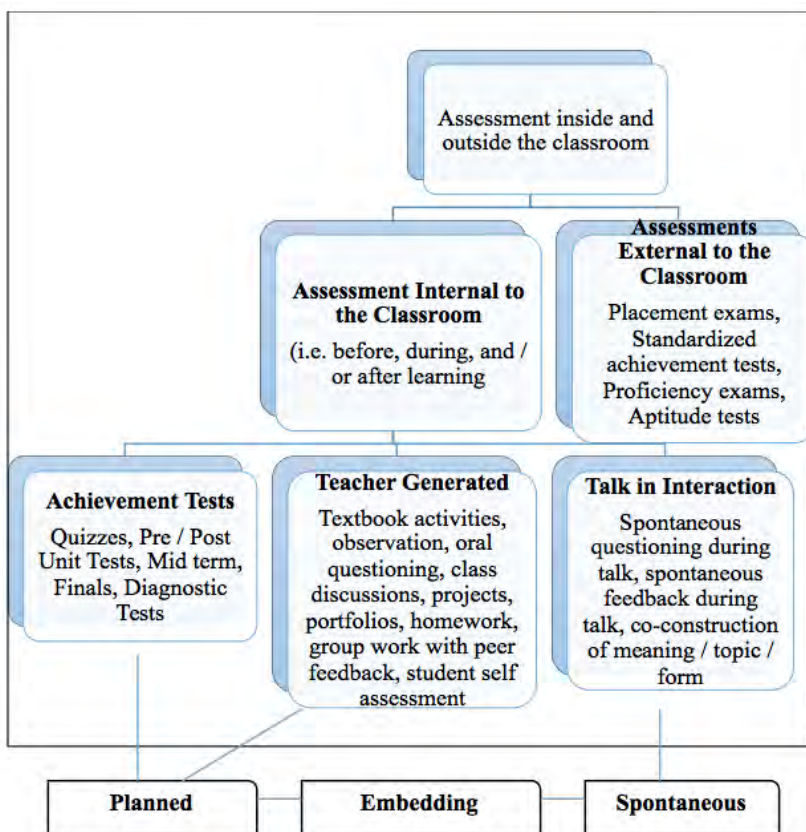 Assessment inside and
outside the classroom
Assessment Internal to
the Classroom
(i.e. before, during, and /
or after learning
Assessments
External to the
Classroom
Placement exams,
Standardized
achievement tests,
Proficiency exams,
Aptitude tests
Achievement Tests
Quizzes, Pre / Post
Unit Tests, Mid term,
Finals, Diagnostic
Tests
Teacher Generated
Textbook activities,
observation, oral
questioning, class
discussions, projects,
portfolios, homework,
group work with peer
feedback, student self
assessment
Talk in Interaction
Spontaneous
questioning during
talk, spontaneous
feedback during
talk, co-construction
of meaning / topic /
form
Planned
Embedding
Spontaneous